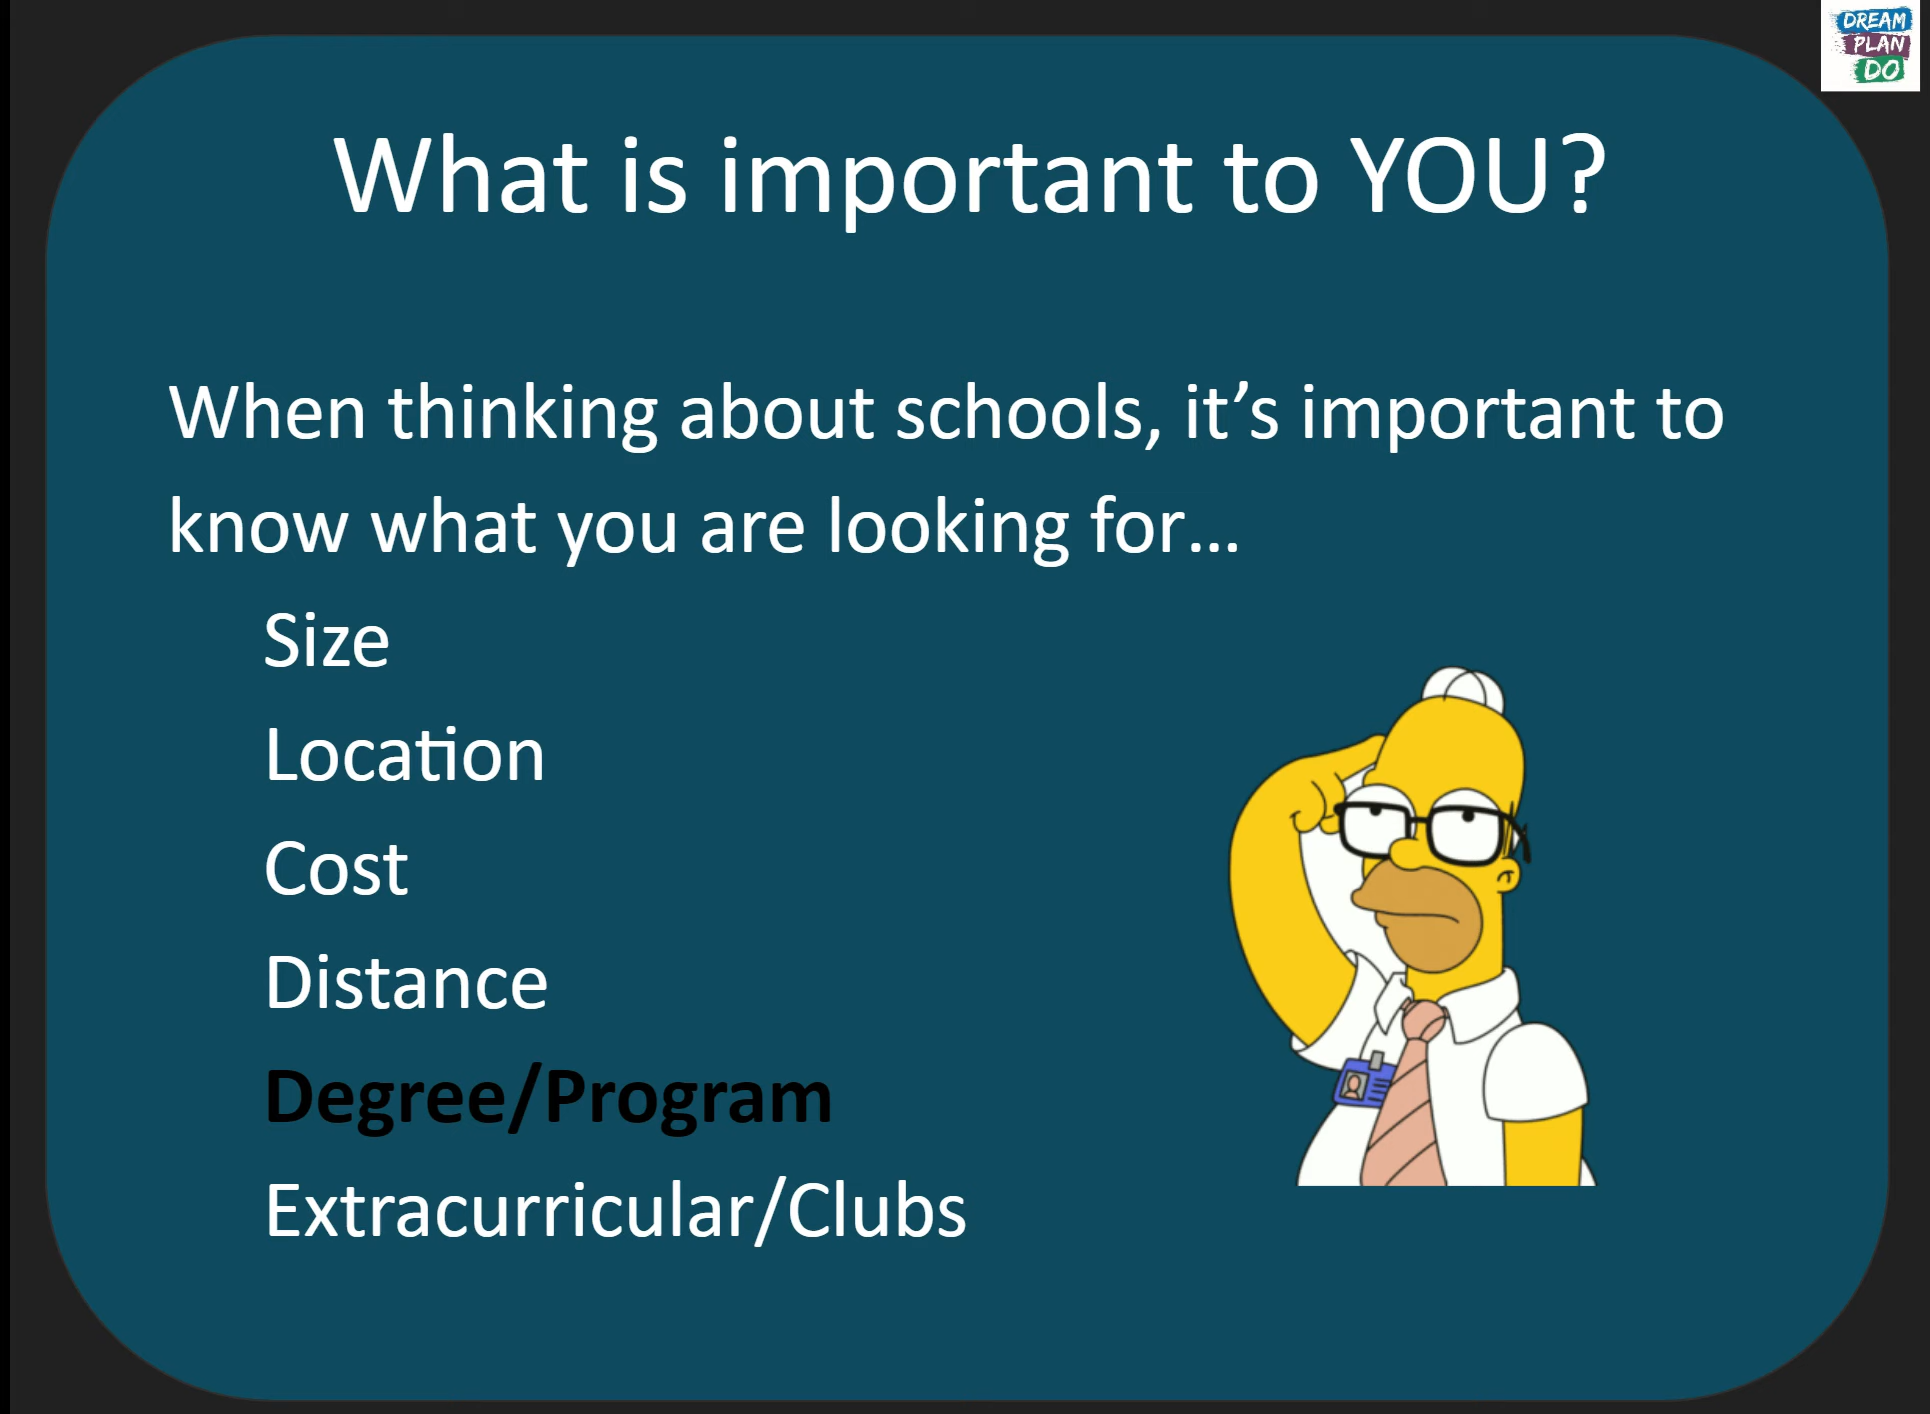 DREAM
PLAN
DO
What is important to YOU?
When thinking about schools, it’s important to
know what you are looking for…
Size
Location
Cost
Distance
Degree/Program
Extracurricular/Clubs